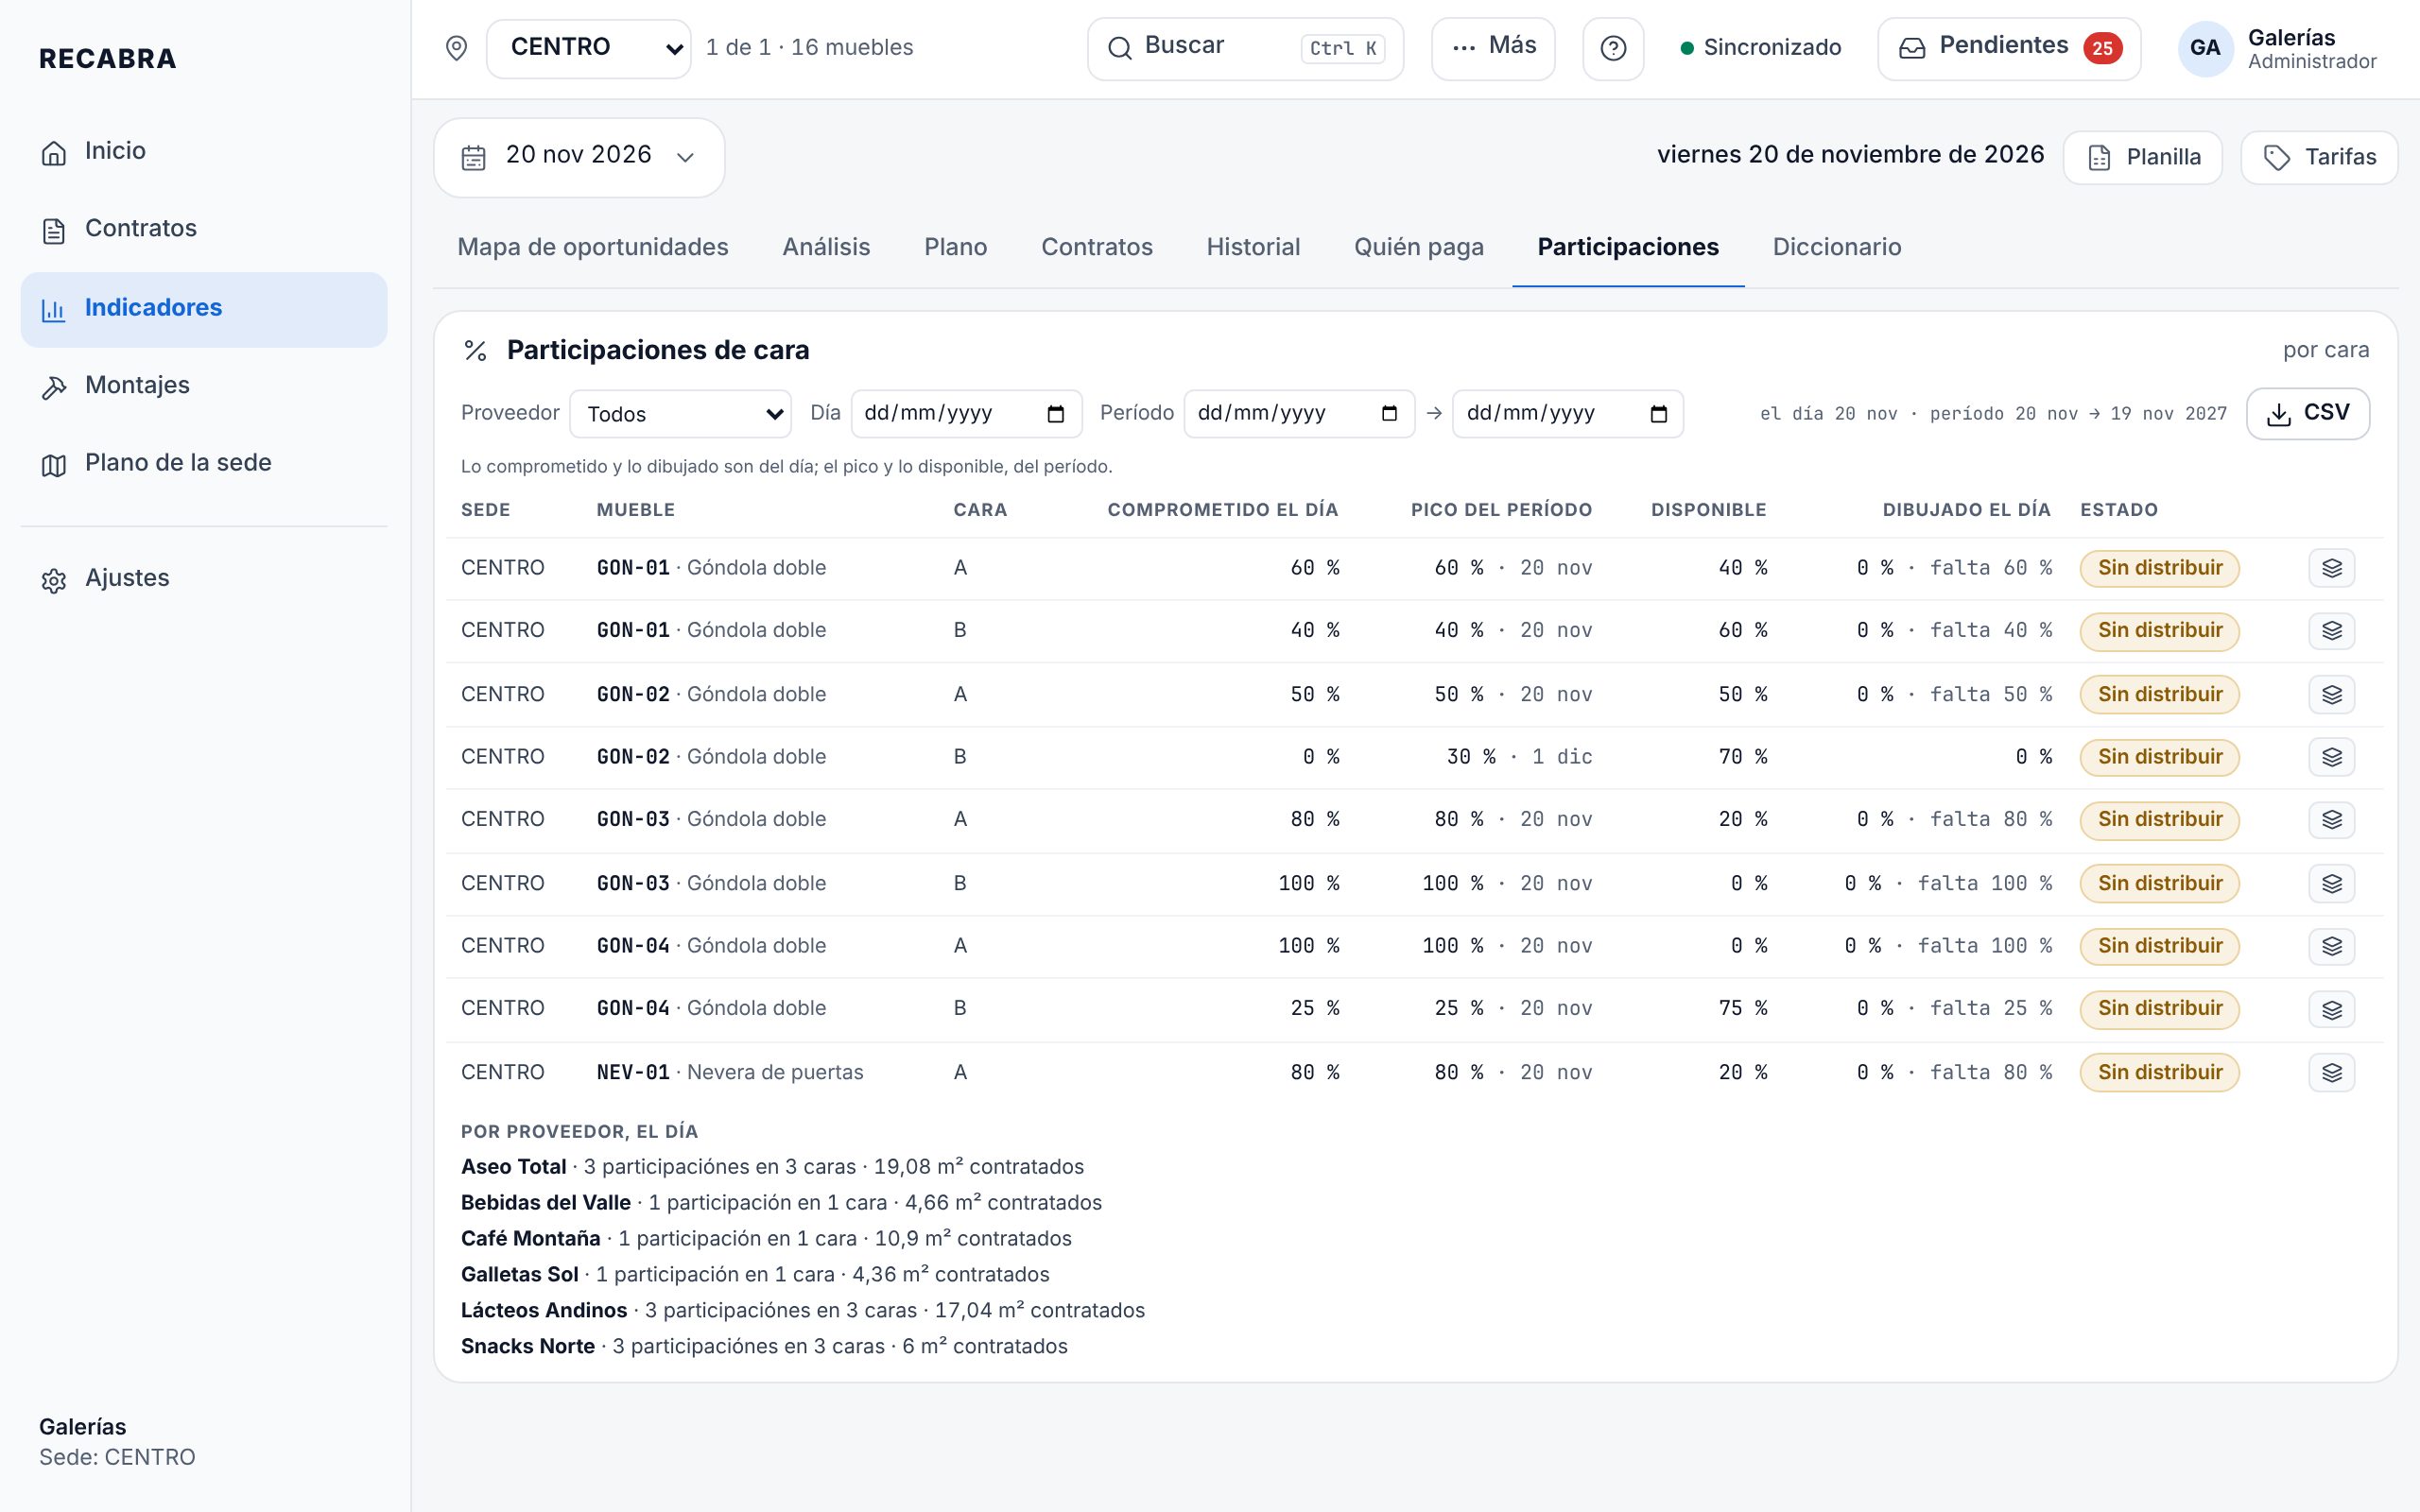 RECABRA
CENTRO
1 de 1 · 16 muebles
Buscar
Ctrl K
Más
Sincronizado
Pendientes 25
GA
Galerías
Administrador
Inicio
Contratos
Indicadores
Montajes
Plano de la sede
Ajustes
Galerías
Sede: CENTRO
20 nov 2026
viernes 20 de noviembre de 2026
Planilla
Tarifas
Mapa de oportunidades Análisis Plano Contratos Historial Quién paga Participaciones Diccionario
% Participaciones de cara
por cara
Proveedor Todos Día dd/mm/yyyy Período dd/mm/yyyy → dd/mm/yyyy el día 20 nov · período 20 nov → 19 nov 2027 CSV
Lo comprometido y lo dibujado son del día; el pico y lo disponible, del período.
SEDE MUEBLE CARA COMPROMETIDO EL DÍA PICO DEL PERÍODO DISPONIBLE DIBUJADO EL DÍA ESTADO
CENTRO GON-01 · Góndola doble A 60 % 60 % · 20 nov 40 % 0 % · falta 60 % Sin distribuir
CENTRO GON-01 · Góndola doble B 40 % 40 % · 20 nov 60 % 0 % · falta 40 % Sin distribuir
CENTRO GON-02 · Góndola doble A 50 % 50 % · 20 nov 50 % 0 % · falta 50 % Sin distribuir
CENTRO GON-02 · Góndola doble B 0 % 30 % · 1 dic 70 % 0 % Sin distribuir
CENTRO GON-03 · Góndola doble A 80 % 80 % · 20 nov 20 % 0 % · falta 80 % Sin distribuir
CENTRO GON-03 · Góndola doble B 100 % 100 % · 20 nov 0 % 0 % · falta 100 % Sin distribuir
CENTRO GON-04 · Góndola doble A 100 % 100 % · 20 nov 0 % 0 % · falta 100 % Sin distribuir
CENTRO GON-04 · Góndola doble B 25 % 25 % · 20 nov 75 % 0 % · falta 25 % Sin distribuir
CENTRO NEV-01 · Nevera de puertas A 80 % 80 % · 20 nov 20 % 0 % · falta 80 % Sin distribuir
POR PROVEEDOR, EL DÍA
Aseo Total · 3 participaciónes en 3 caras · 19,08 m² contratados
Bebidas del Valle · 1 participación en 1 cara · 4,66 m² contratados
Café Montaña · 1 participación en 1 cara · 10,9 m² contratados
Galletas Sol · 1 participación en 1 cara · 4,36 m² contratados
Lácteos Andinos · 3 participaciónes en 3 caras · 17,04 m² contratados
Snacks Norte · 3 participaciónes en 3 caras · 6 m² contratados